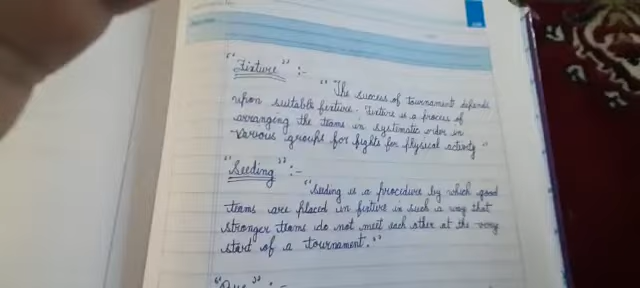 "Fixture" :-
"The success of tournament depends
upon suitable fixture. Fixture is a process of
arranging the teams in systematic order in
various groups for fights for physical activity"
"Seeding" :-
"Seeding is a procedure by which good
teams are placed in fixture in such a way that
stronger teams do not meet each other at the very
start of a tournament."